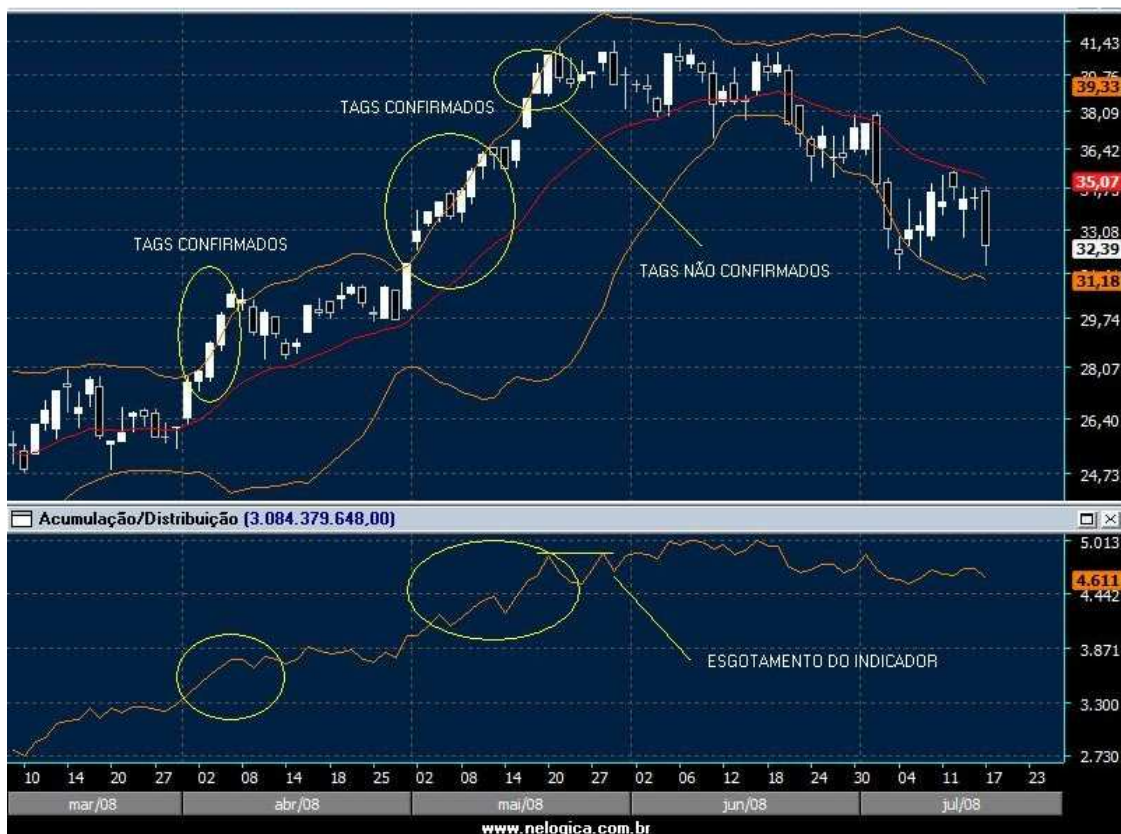 41,43
39,33
38,09
TAGS CONFIRMADOS
36,42
35,07
33,08
TAGS CONFIRMADOS
32,39
TAGS NÃO CONFIRMADOS
31,18
29,74
28,07
26,40
24,73
Acumulação/Distribuição (3.084.379.648,00)
5.013
4.611
4.442
3.871
ESGOTAMENTO DO INDICADOR
3.300
2.730
10 14 20 27 02 08 14 18 25 02 08 14 20 27 02 06 12 18 24 30 04 11 17 23
mar/08 abr/08 mai/08 jun/08 jul/08
www.nelogica.com.br